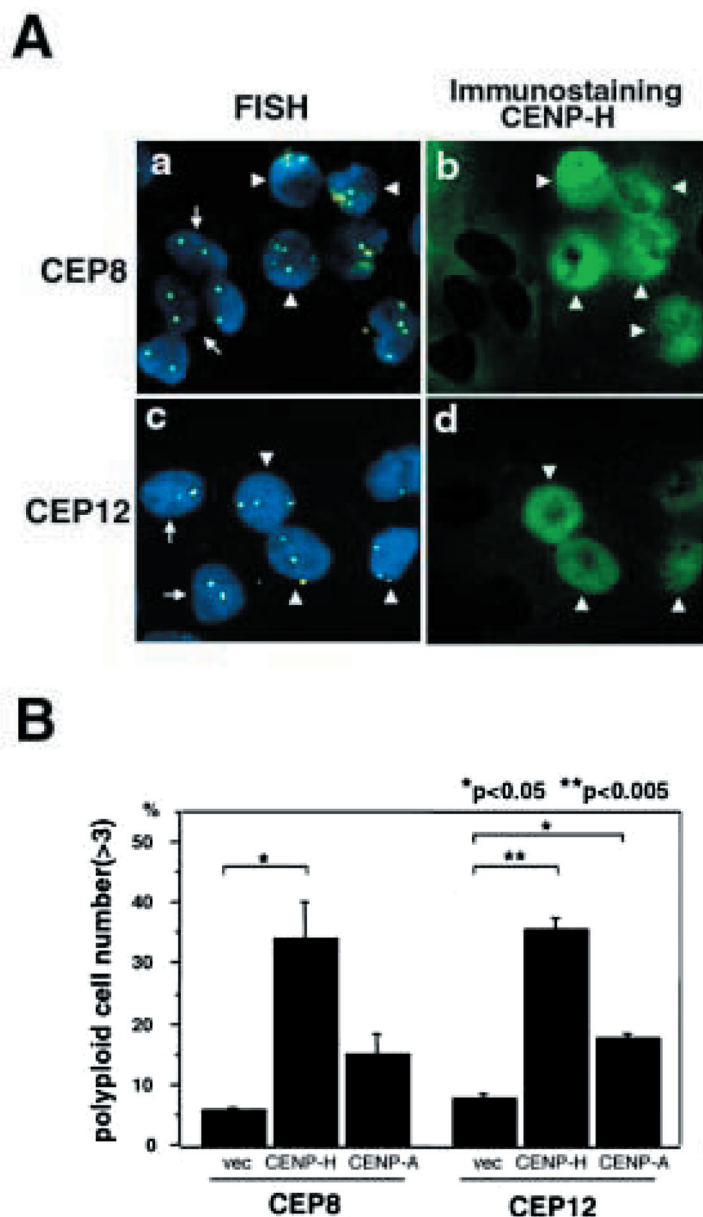 A
FISH
Immunostaining
CENP-H
a
b
CEP8
c
d
CEP12
B
*p<0.05 **p<0.005
%
polyploid cell number(>3)
50
40
30
20
10
0
*
**
*
vec CENP-H CENP-A vec CENP-H CENP-A
CEP8 CEP12